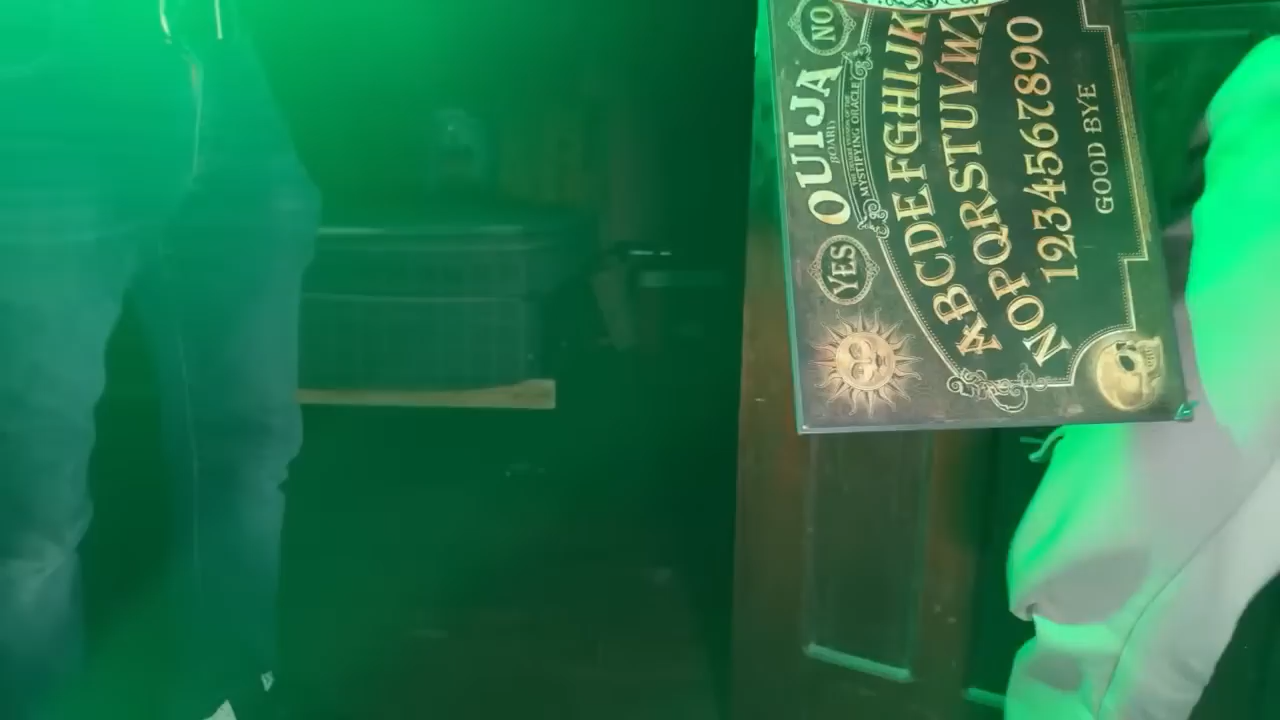 YES NO
OUIJA
BOARD
MYSTIFYING ORACLE
ABCDEFGHIJK
NOPQRSTUVWX
1234567890
GOOD BYE